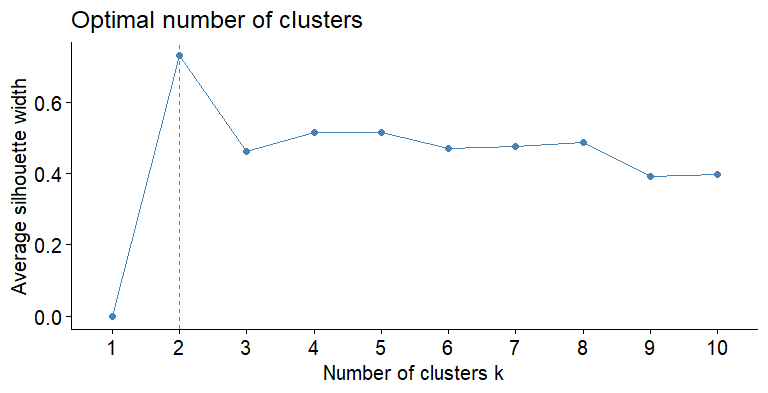 Optimal number of clusters
Average silhouette width
0.6
0.4
0.2
0.0
1 2 3 4 5 6 7 8 9 10
Number of clusters k